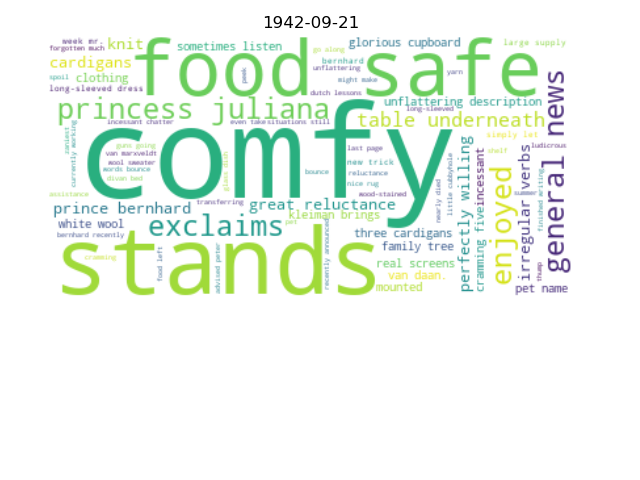 1942-09-21
week mr.
forgotten much
knit
sometimes listen
go along
glorious cupboard
large supply
cardigans
food safe
bernhard
unflattering
spoil
clothing
peek
might make
yarn
long-sleeved dress
dutch lessons
princess juliana
unflattering description
long-sleeved
incessant chatter
even take
situations still
table underneath
general news
zaniest
currently working
guns going
van marxveldt
wool sweater
words bounce
divan bed
glass dish
comfy
last page
new trick
reluctance
nice rug
bounce
simply let
shelf
ludicrous
perfectly willing
incessant
cramming five
enjoyed
irregular verbs
summer
finished writing
assistance
transferring
wood-stained
nearly died
little cubbyhole
prince bernhard
great reluctance
kleiman brings
pet
white wool
exclaims
bernhard recently
three cardigans
family tree
stands
cramming
food left
advised peter
recently announced
real screens
van daan.
mounted
thump
pet name